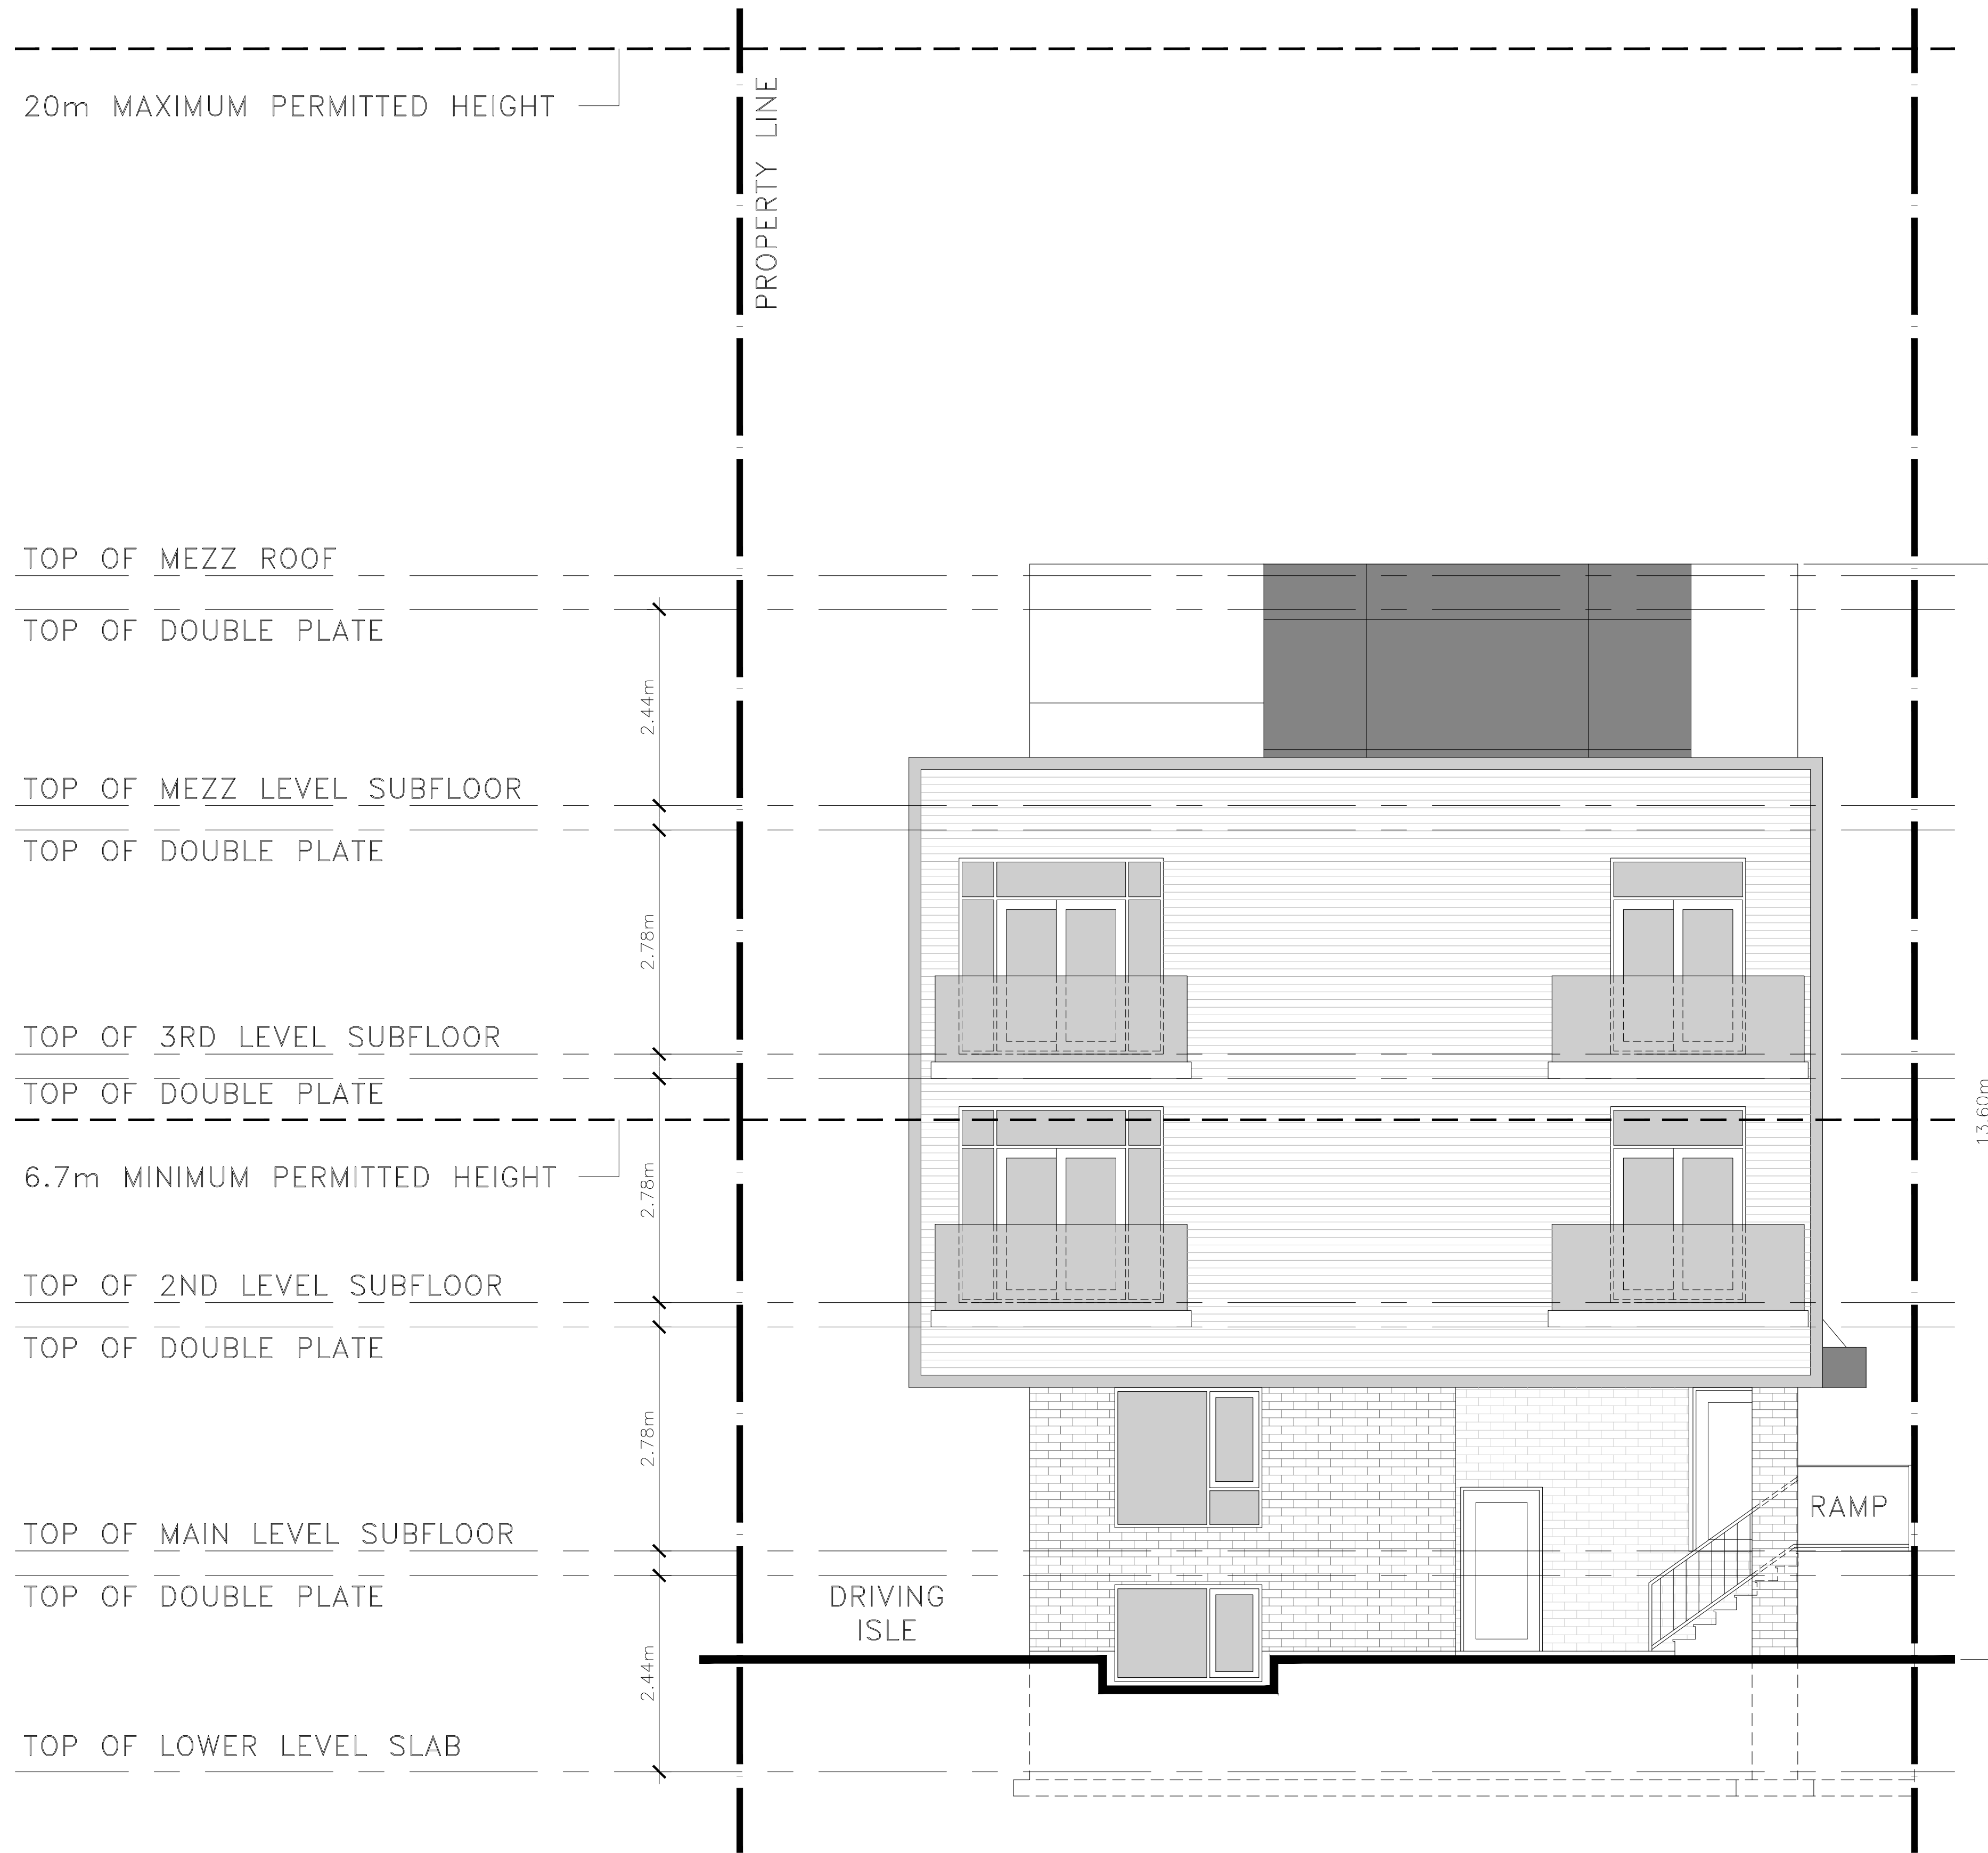 20m MAXIMUM PERMITTED HEIGHT
PROPERTY LINE
TOP OF MEZZ ROOF
TOP OF DOUBLE PLATE
2.44m
TOP OF MEZZ LEVEL SUBFLOOR
TOP OF DOUBLE PLATE
2.78m
TOP OF 3RD LEVEL SUBFLOOR
TOP OF DOUBLE PLATE
13.60m
6.7m MINIMUM PERMITTED HEIGHT
2.78m
TOP OF 2ND LEVEL SUBFLOOR
TOP OF DOUBLE PLATE
2.78m
RAMP
TOP OF MAIN LEVEL SUBFLOOR
TOP OF DOUBLE PLATE
DRIVING
ISLE
2.44m
TOP OF LOWER LEVEL SLAB